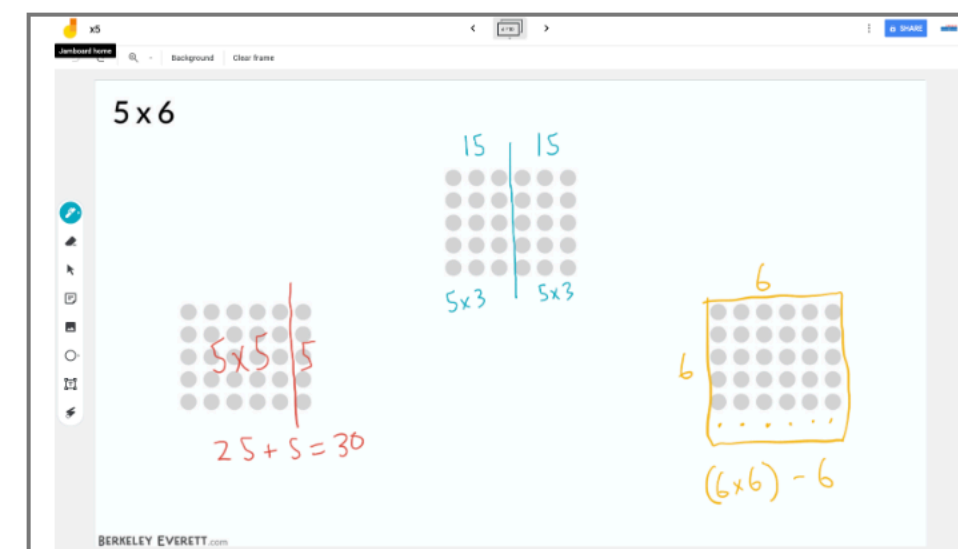 x5
SHARE
Jamboard home
Background Clear frame
5 x 6
15 15
5x3 5x3
5x5 5
25 + 5 = 30
6
6
(6x6) - 6
BERKELEY EVERETT.com